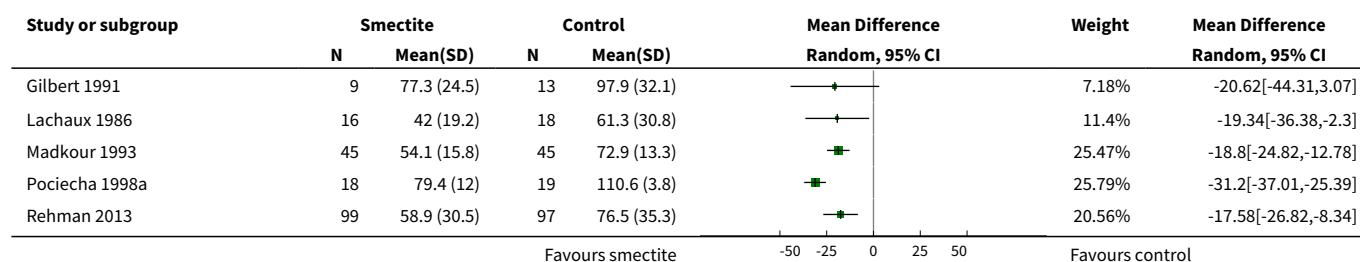 Study or subgroup Smectite Control Mean Difference Weight Mean Difference
N Mean(SD) N Mean(SD) Random, 95% CI Random, 95% CI
Gilbert 1991 9 77.3 (24.5) 13 97.9 (32.1) 7.18% -20.62[-44.31,3.07]
Lachaux 1986 16 42 (19.2) 18 61.3 (30.8) 11.4% -19.34[-36.38,-2.3]
Madkour 1993 45 54.1 (15.8) 45 72.9 (13.3) 25.47% -18.8[-24.82,-12.78]
Pociecha 1998a 18 79.4 (12) 19 110.6 (3.8) 25.79% -31.2[-37.01,-25.39]
Rehman 2013 99 58.9 (30.5) 97 76.5 (35.3) 20.56% -17.58[-26.82,-8.34]
Favours smectite -50 -25 0 25 50 Favours control